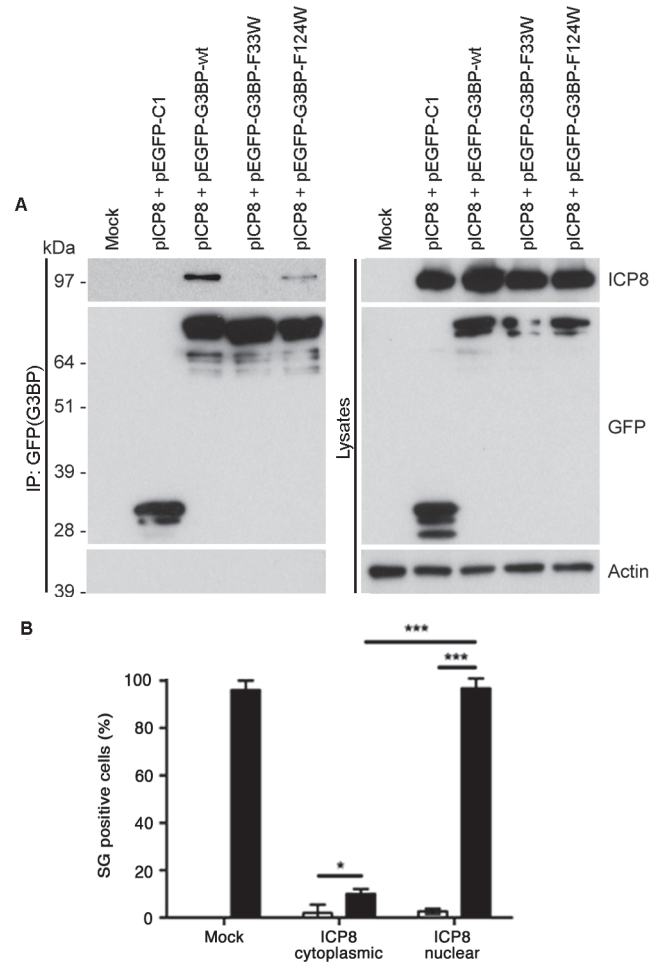 A
Mock
pICP8 + pEGFP-C1
pICP8 + pEGFP-G3BP-wt
pICP8 + pEGFP-G3BP-F33W
pICP8 + pEGFP-G3BP-F124W
Mock
pICP8 + pEGFP-C1
pICP8 + pEGFP-G3BP-wt
pICP8 + pEGFP-G3BP-F33W
pICP8 + pEGFP-G3BP-F124W
kDa
97 -
64 -
51 -
39 -
28 -
39 -
IP: GFP(G3BP)
Lysates
ICP8
GFP
Actin
B
SG positive cells (%)
100
80
60
40
20
0
***
***
*
Mock
ICP8
cytoplasmic
ICP8
nuclear